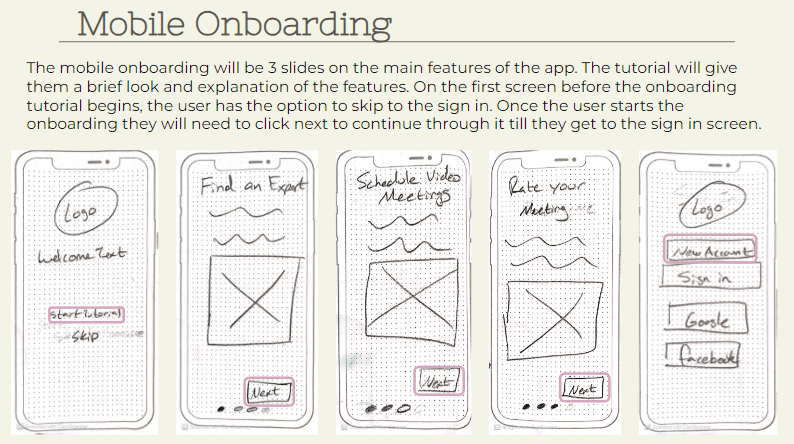 Mobile Onboarding
The mobile onboarding will be 3 slides on the main features of the app. The tutorial will give
them a brief look and explanation of the features. On the first screen before the onboarding
tutorial begins, the user has the option to skip to the sign in. Once the user starts the
onboarding they will need to click next to continue through it till they get to the sign in screen.
Logo
Welcome Text
Start Tutorial
Skip
Find an Expert
Next
Schedule Video
Meetings
Next
Rate your
Meeting
Next
Logo
New Account
Sign in
Google
Facebook